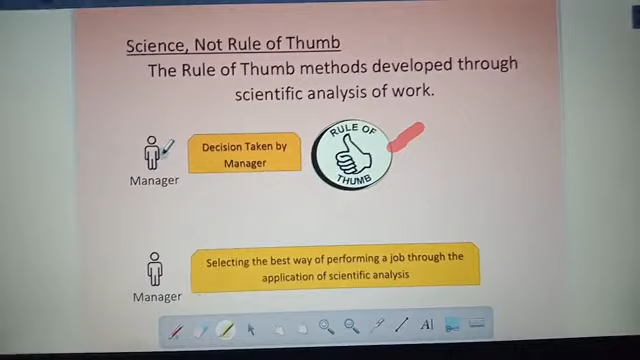 Science, Not Rule of Thumb
The Rule of Thumb methods developed through
scientific analysis of work.
Decision Taken by
Manager
RULE OF
THUMB
Manager
Selecting the best way of performing a job through the
application of scientific analysis
Manager
A